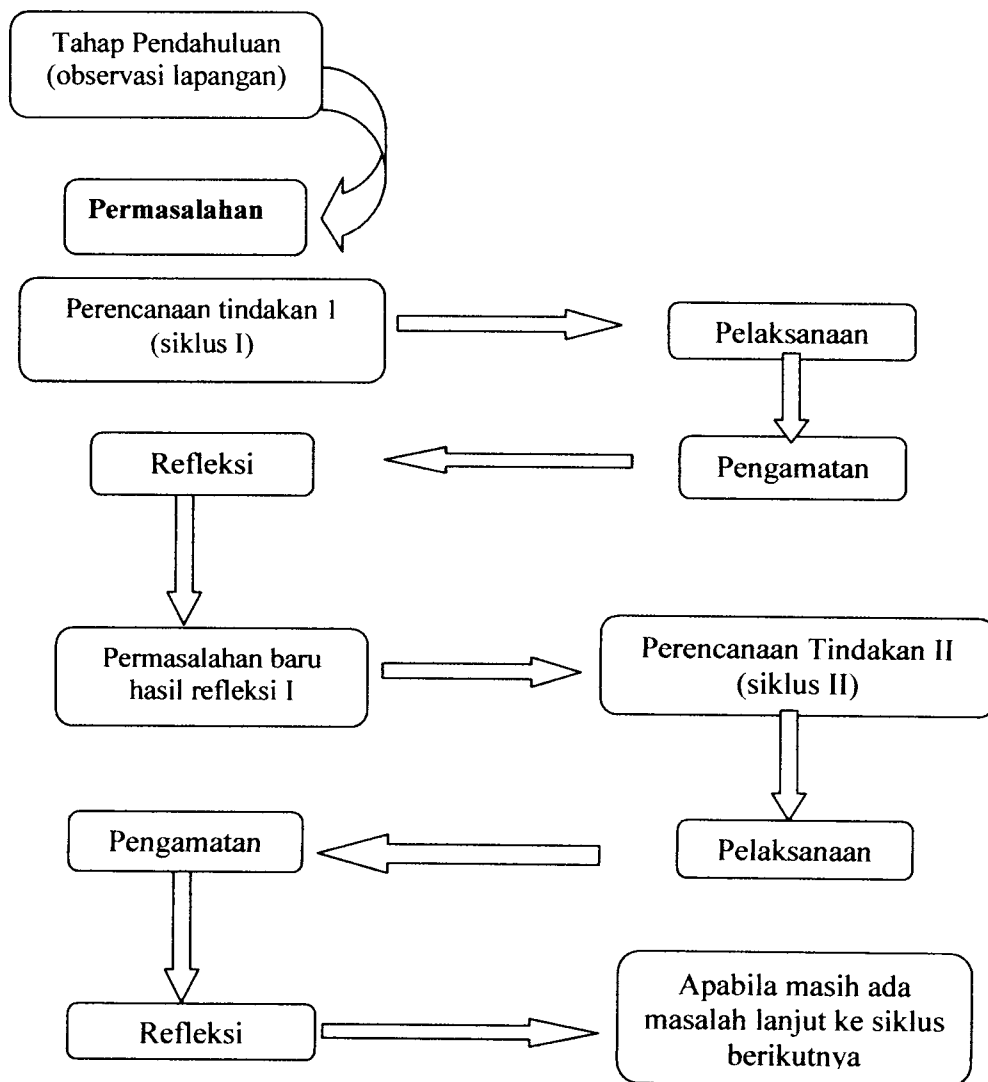 Tahap Pendahuluan
(observasi lapangan)
Permasalahan
Perencanaan tindakan 1
(siklus I)
Pelaksanaan
Pengamatan
Refleksi
Permasalahan baru
hasil refleksi I
Perencanaan Tindakan II
(siklus II)
Pelaksanaan
Pengamatan
Refleksi
Apabila masih ada
masalah lanjut ke siklus
berikutnya